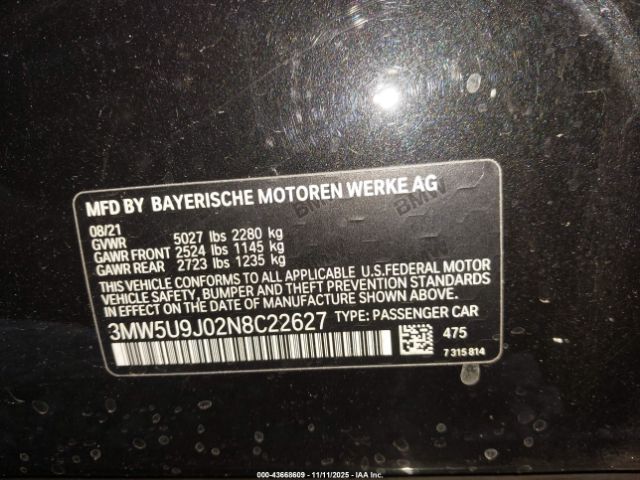 MFD BY BAYERISCHE MOTOREN WERKE AG
08/21
GVWR 5027 lbs 2280 kg
GAWR FRONT 2524 lbs 1145 kg
GAWR REAR 2723 lbs 1235 kg
THIS VEHICLE CONFORMS TO ALL APPLICABLE U.S.FEDERAL MOTOR
VEHICLE SAFETY, BUMPER AND THEFT PREVENTION STANDARDS
IN EFFECT ON THE DATE OF MANUFACTURE SHOWN ABOVE.
3MW5U9J02N8C22627 TYPE: PASSENGER CAR
475
7 315 814
BMW
BMW
BMW
000-43668609 - 11/11/2025 - IAA Inc.